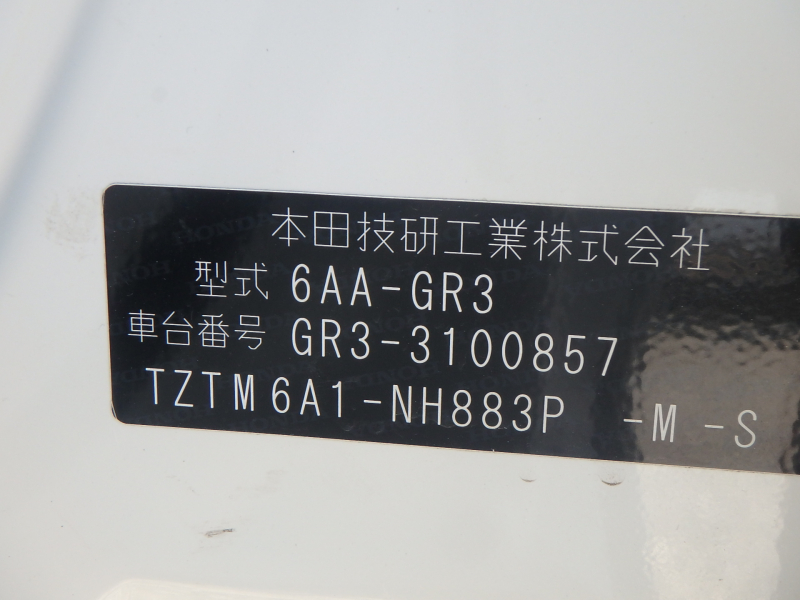 本田技研工業株式会社
型式 6AA-GR3
車台番号 GR3-3100857
TZTM6A1-NH883P -M -S